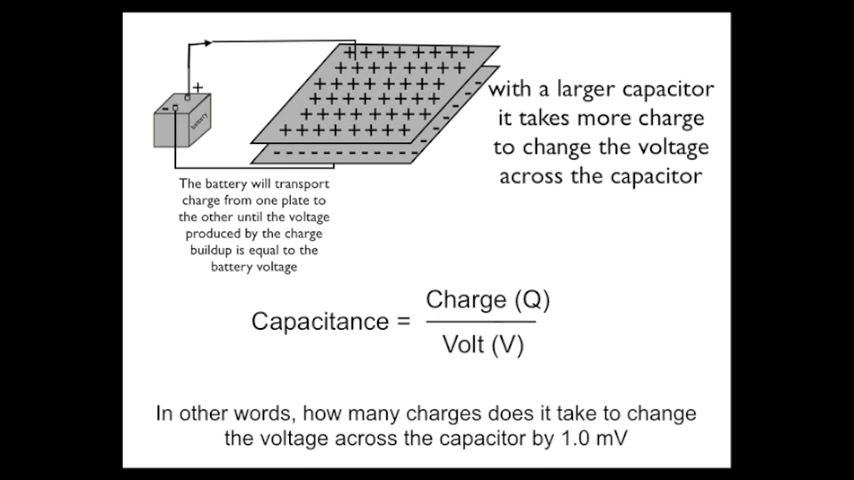 with a larger capacitor
it takes more charge
to change the voltage
across the capacitor
+
-
battery
The battery will transport
charge from one plate to
the other until the voltage
produced by the charge
buildup is equal to the
battery voltage
Capacitance = Charge (Q)
Volt (V)
In other words, how many charges does it take to change
the voltage across the capacitor by 1.0 mV